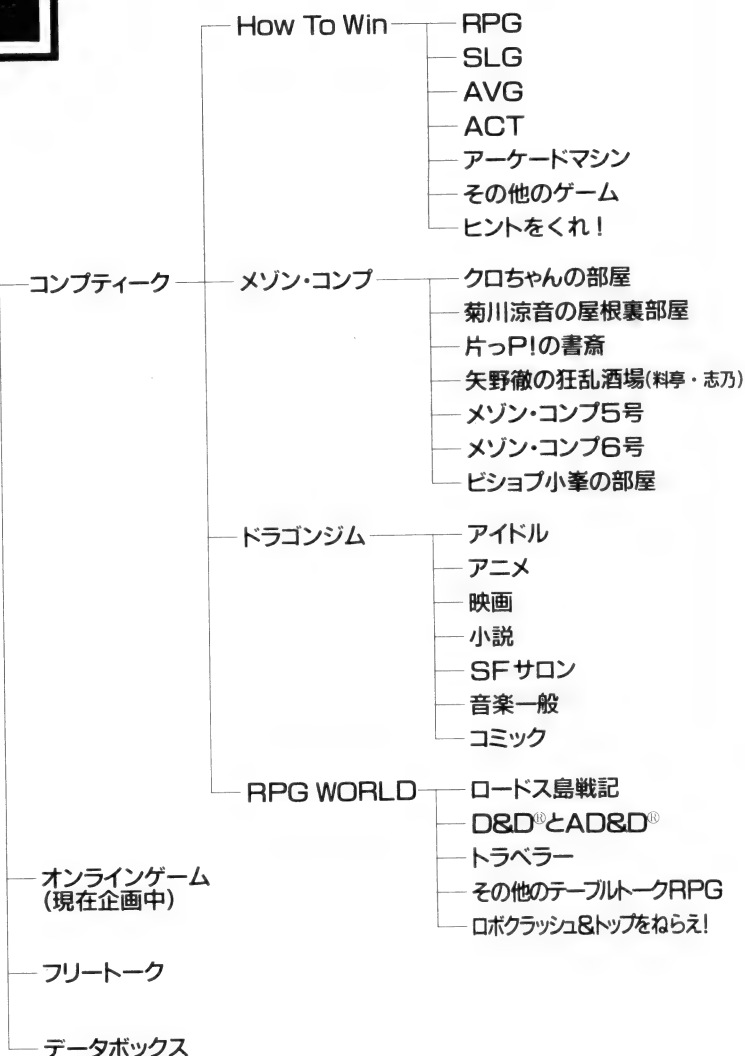 How To Win
RPG
SLG
AVG
ACT
アーケードマシン
その他のゲーム
ヒントをくれ!
コンプティーク
メゾン・コンプ
クロちゃんの部屋
菊川涼音の屋根裏部屋
片っP!の書斎
矢野徹の狂乱酒場(料亭・志乃)
メゾン・コンプ5号
メゾン・コンプ6号
ビショプ小峯の部屋
ドラゴンジム
アイドル
アニメ
映画
小説
SFサロン
音楽一般
コミック
RPG WORLD
ロードス島戦記
D&D®とAD&D®
トラベラー
その他のテーブルトークRPG
ロボクラッシュ&トップをねらえ!
オンラインゲーム
(現在企画中)
フリートーク
データボックス